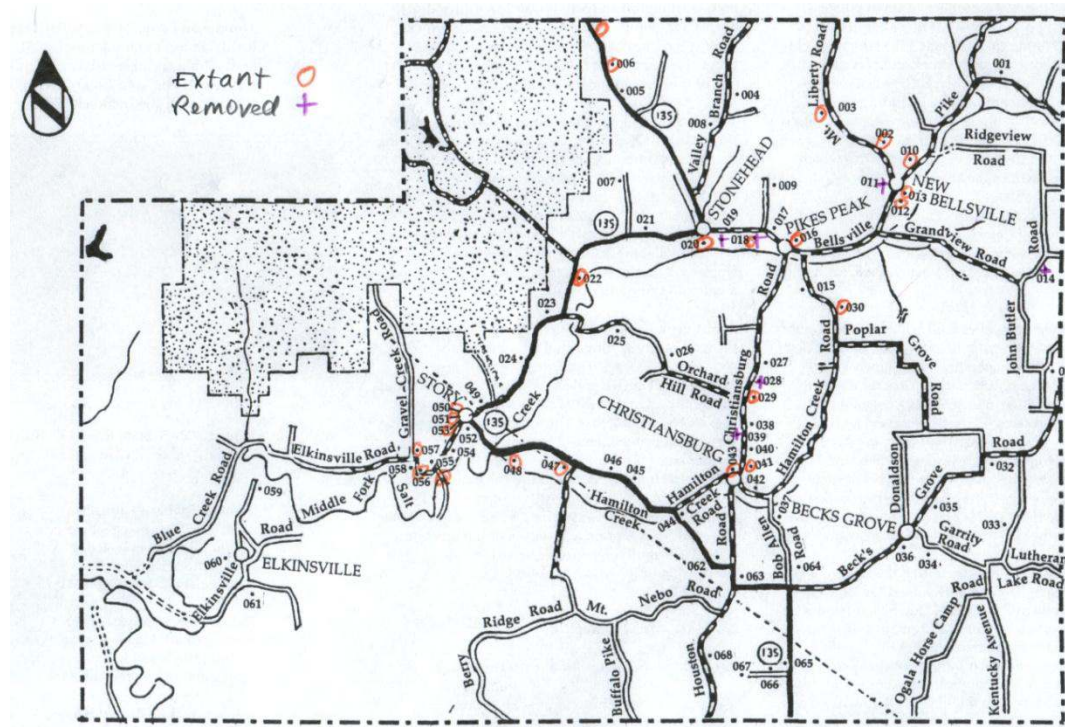 Extant
Removed
006
005
135
Valley Branch Road
004
008
Liberty Road
Mt.
003
001
Pike
002
010
Ridgeview
Road
011
NEW
BELLSVILLE
013
012
007
021
135
STONEHEAD
019
009
017
PIKES PEAK
020
018
016
Bellsville
Grandview Road
Road
014
022
015
023
030
John Butler
Poplar
Grove
Road
024
025
026
Orchard
Hill Road
Christiansburg
Road
027
028
029
Hamilton Creek
Road
Gravel Creek Road
STORY
049
050
051
053
135
Creek
052
CHRISTIANSBURG
038
039
040
041
042
043
Elkinsville Road
057
058
055
054
056
048
047
46
045
Hamilton
Creek
Road
Hamilton
Creek
044
Road
037
Donaldson
Road
032
Grove
035
BECKS GROVE
Blue Creek Road
059
Middle Fork
Salt
Road
060
ELKINSVILLE
Elkinsville
061
Bob Allen
Road
033
Garrity
Road
036
034
Lutheran
Lake Road
062
063
064
Beck's
Ridge Road
Mt.
Nebo Road
Berry
Buffalo Pike
Houston
068
067
135
065
066
Ogala Horse Camp Road
Kentucky Avenue